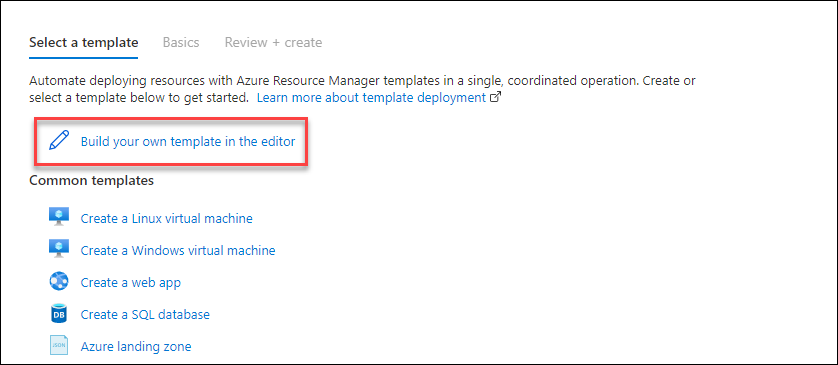 Select a template Basics Review + create
Automate deploying resources with Azure Resource Manager templates in a single, coordinated operation. Create or
select a template below to get started. Learn more about template deployment
Build your own template in the editor
Common templates
Create a Linux virtual machine
Create a Windows virtual machine
Create a web app
DB
Create a SQL database
JSON
Azure landing zone